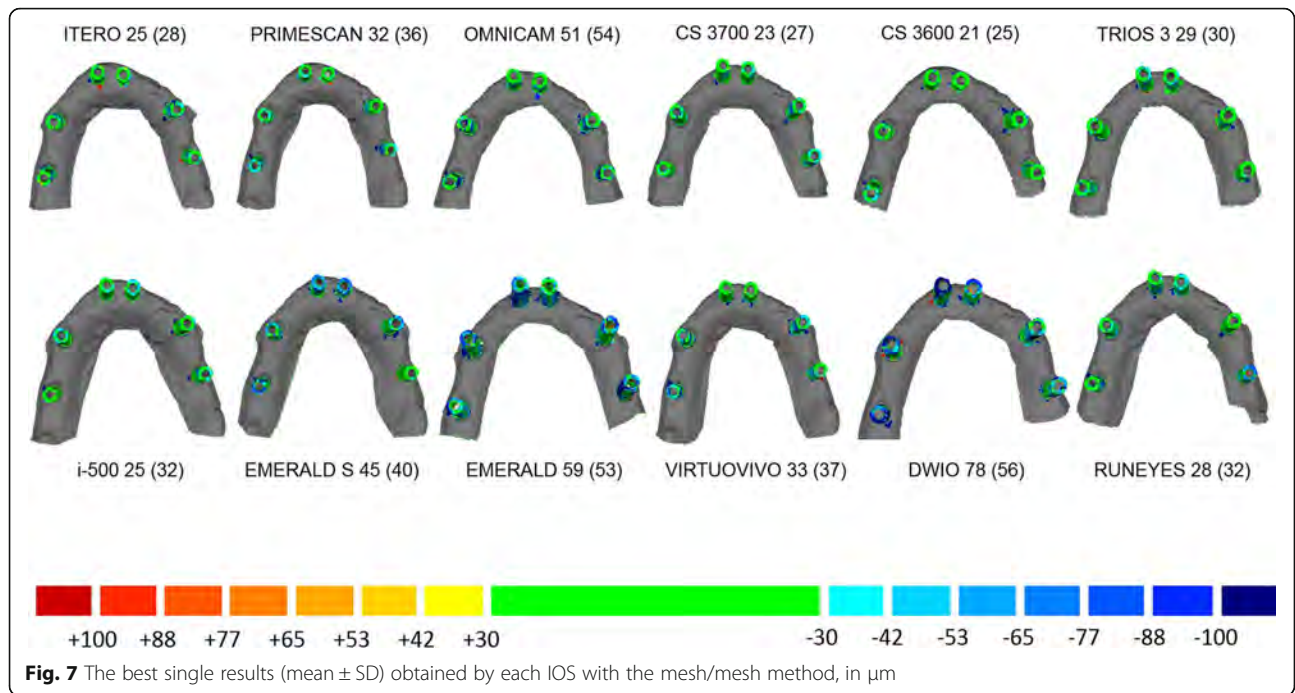 ITERO 25 (28) PRIMESCAN 32 (36) OMNICAM 51 (54) CS 3700 23 (27) CS 3600 21 (25) TRIOS 3 29 (30)
i-500 25 (32) EMERALD S 45 (40) EMERALD 59 (53) VIRTUOVIVO 33 (37) DWIO 78 (56) RUNEYES 28 (32)
+100 +88 +77 +65 +53 +42 +30 -30 -42 -53 -65 -77 -88 -100
Fig. 7 The best single results (mean ± SD) obtained by each IOS with the mesh/mesh method, in μm